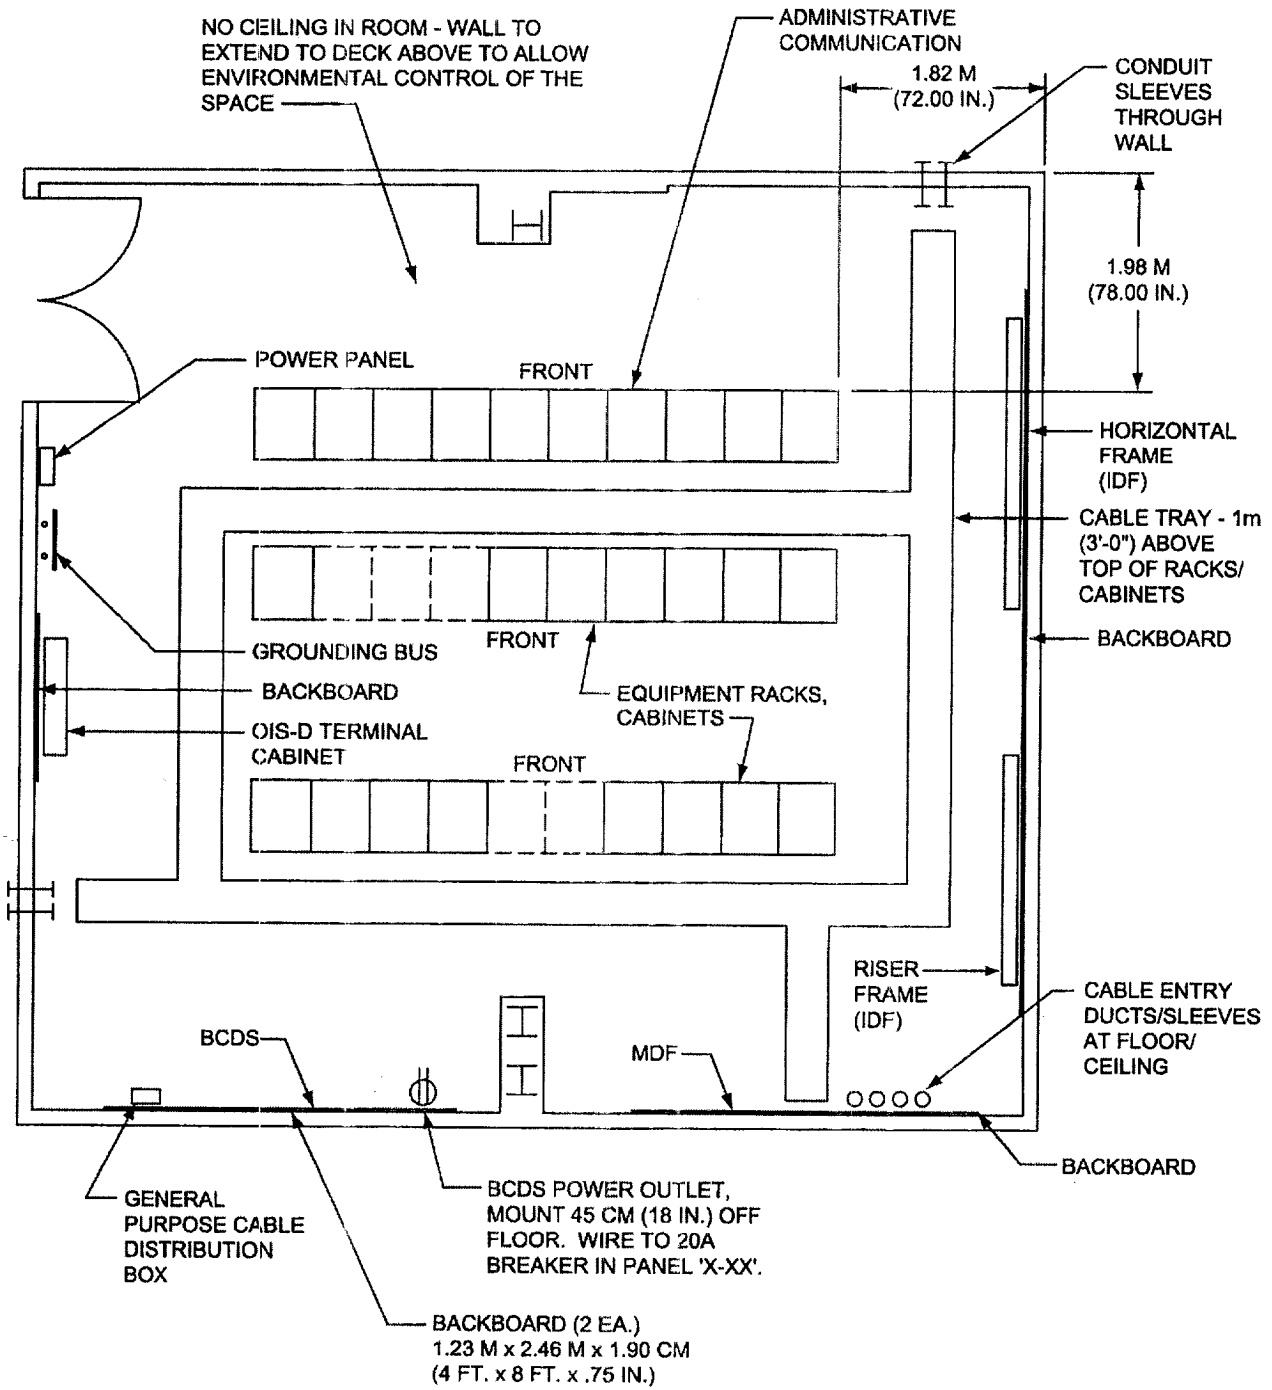 NO CEILING IN ROOM - WALL TO
EXTEND TO DECK ABOVE TO ALLOW
ENVIRONMENTAL CONTROL OF THE
SPACE
ADMINISTRATIVE
COMMUNICATION
1.82 M
(72.00 IN.)
CONDUIT
SLEEVES
THROUGH
WALL
1.98 M
(78.00 IN.)
POWER PANEL
FRONT
HORIZONTAL
FRAME
(IDF)
CABLE TRAY - 1m
(3'-0") ABOVE
TOP OF RACKS/
CABINETS
FRONT
GROUNDING BUS
BACKBOARD
BACKBOARD
EQUIPMENT RACKS,
CABINETS
OIS-D TERMINAL
CABINET
FRONT
RISER
FRAME
(IDF)
CABLE ENTRY
DUCTS/SLEEVES
AT FLOOR/
CEILING
BCDS
MDF
BACKBOARD
GENERAL
PURPOSE CABLE
DISTRIBUTION
BOX
BCDS POWER OUTLET,
MOUNT 45 CM (18 IN.) OFF
FLOOR. WIRE TO 20A
BREAKER IN PANEL 'X-XX'.
BACKBOARD (2 EA.)
1.23 M x 2.46 M x 1.90 CM
(4 FT. x 8 FT. x .75 IN.)